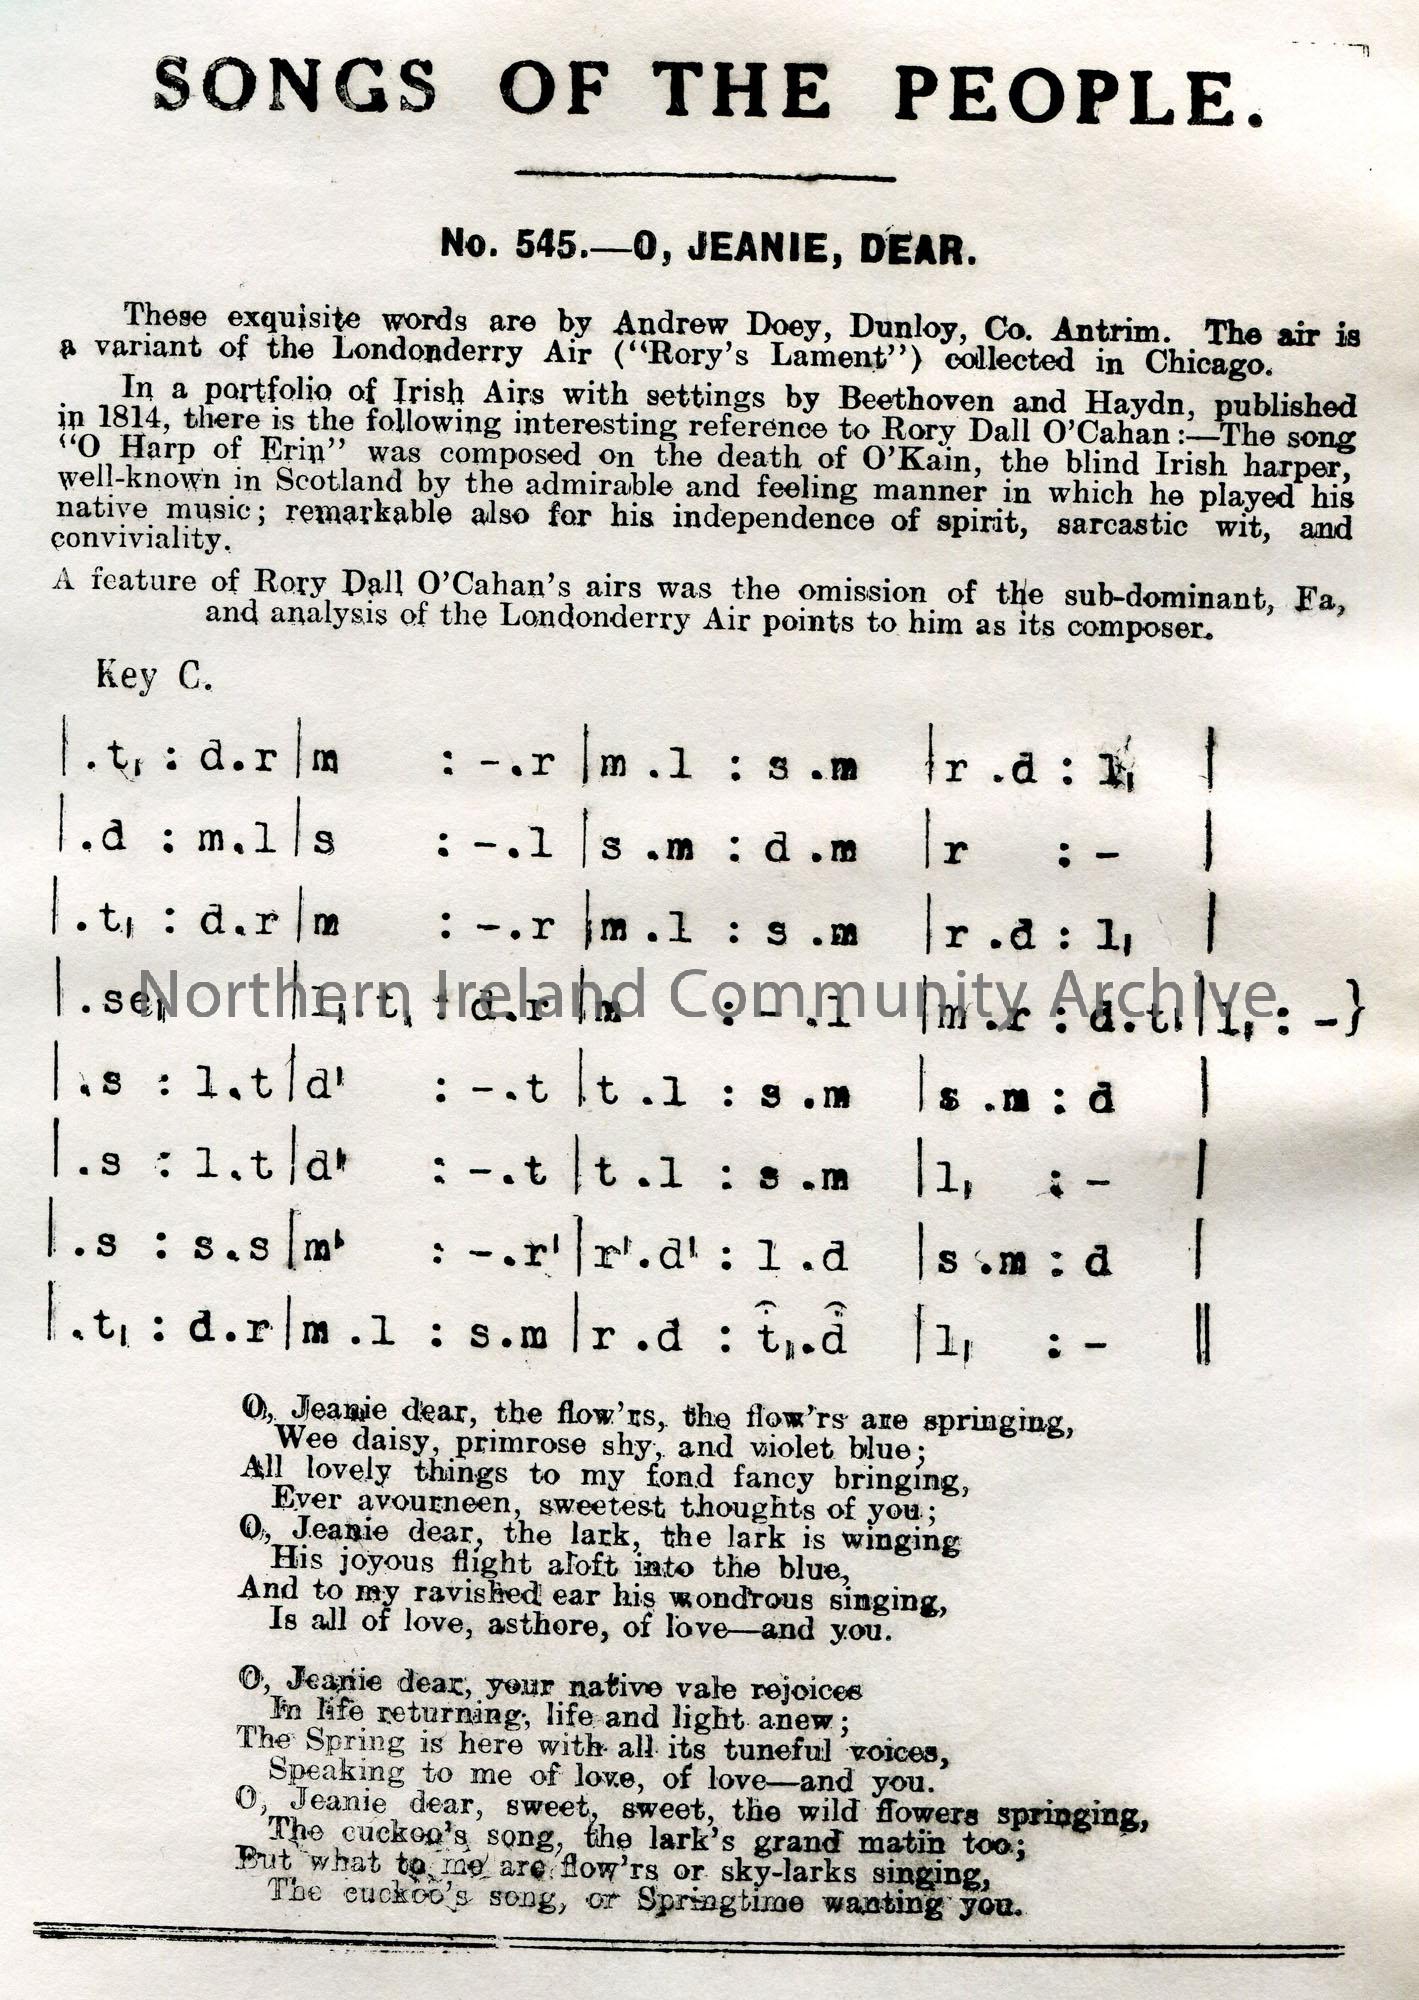 SONGS OF THE PEOPLE.
No. 545.—O, JEANIE, DEAR.
These exquisite words are by Andrew Doey, Dunloy, Co. Antrim. The air is
a variant of the Londonderry Air ("Rory's Lament") collected in Chicago.
In a portfolio of Irish Airs with settings by Beethoven and Haydn, published
in 1814, there is the following interesting reference to Rory Dall O'Cahan:—The song
"O Harp of Erin" was composed on the death of O'Kain, the blind Irish harper,
well-known in Scotland by the admirable and feeling manner in which he played his
native music; remarkable also for his independence of spirit, sarcastic wit, and
conviviality.
A feature of Rory Dall O'Cahan's airs was the omission of the sub-dominant, Fa,
and analysis of the Londonderry Air points to him as its composer.
Key C.
|.t, : d.r|m : -.r|m.l : s.m |r.d : l, |
|.d : m.l|s : -.l|s.m : d.m |r : - |
|.t, : d.r|m : -.r|m.l : s.m |r.d : l, |
|.se, |l,.t, : d.r|m : -.l |m.r : d.t,|l, : -}
|.s : l.t|d' : -.t|t.l : s.m |s.m : d |
|.s : l.t|d' : -.t|t.l : s.m |l, : - |
|.s : s.s|m' : -.r'|r'.d' : l.d |s.m : d |
|.t, : d.r|m.l : s.m|r.d : t,.d |l, : - ||
Northern Ireland Community Archive
O, Jeanie dear, the flow'rs, the flow'rs are springing,
Wee daisy, primrose shy, and violet blue;
All lovely things to my fond fancy bringing,
Ever avourneen, sweetest thoughts of you;
O, Jeanie dear, the lark, the lark is winging
His joyous flight aloft into the blue,
And to my ravished ear his wondrous singing,
Is all of love, asthore, of love—and you.
O, Jeanie dear, your native vale rejoices
In life returning, life and light anew;
The Spring is here with all its tuneful voices,
Speaking to me of love, of love—and you.
O, Jeanie dear, sweet, sweet, the wild flowers springing,
The cuckoo's song, the lark's grand matin too;
But what to me are flow'rs or sky-larks singing,
The cuckoo's song, or Springtime wanting you.